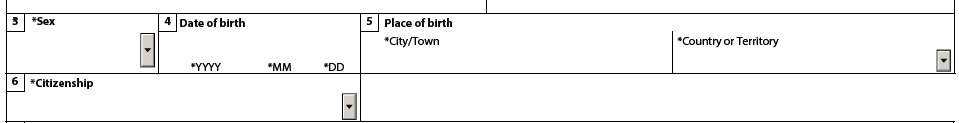 3 *Sex 4 Date of birth 5 Place of birth
*City/Town *Country or Territory
*YYYY *MM *DD
6 *Citizenship